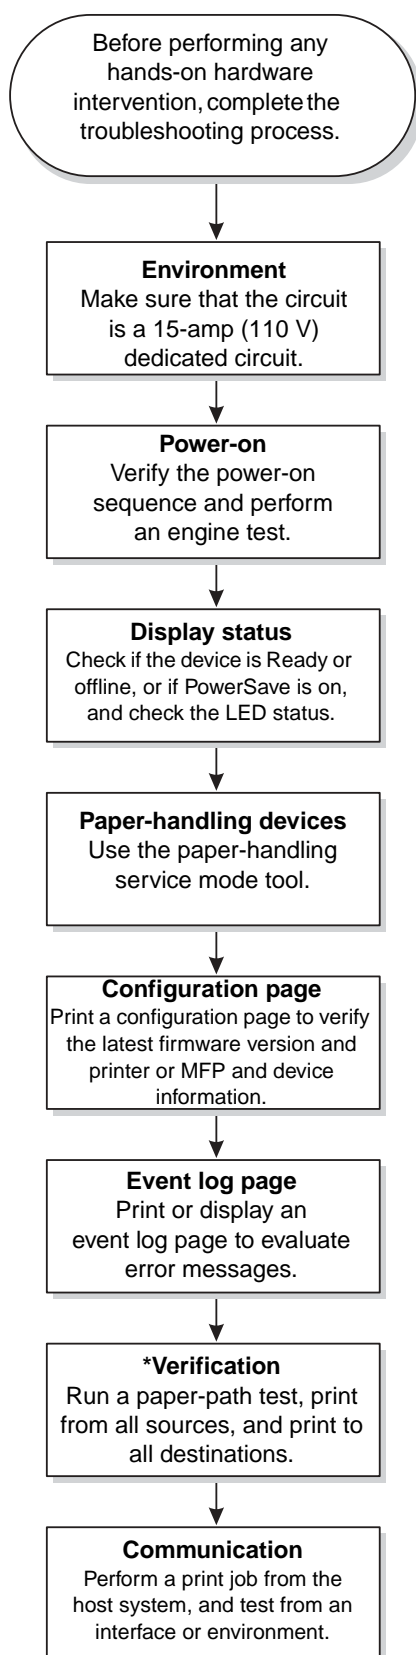 Before performing any
hands-on hardware
intervention, complete the
troubleshooting process.
Environment
Make sure that the circuit
is a 15-amp (110 V)
dedicated circuit.
Power-on
Verify the power-on
sequence and perform
an engine test.
Display status
Check if the device is Ready or
offline, or if PowerSave is on,
and check the LED status.
Paper-handling devices
Use the paper-handling
service mode tool.
Configuration page
Print a configuration page to verify
the latest firmware version and
printer or MFP and device
information.
Event log page
Print or display an
event log page to evaluate
error messages.
*Verification
Run a paper-path test, print
from all sources, and print to
all destinations.
Communication
Perform a print job from the
host system, and test from an
interface or environment.